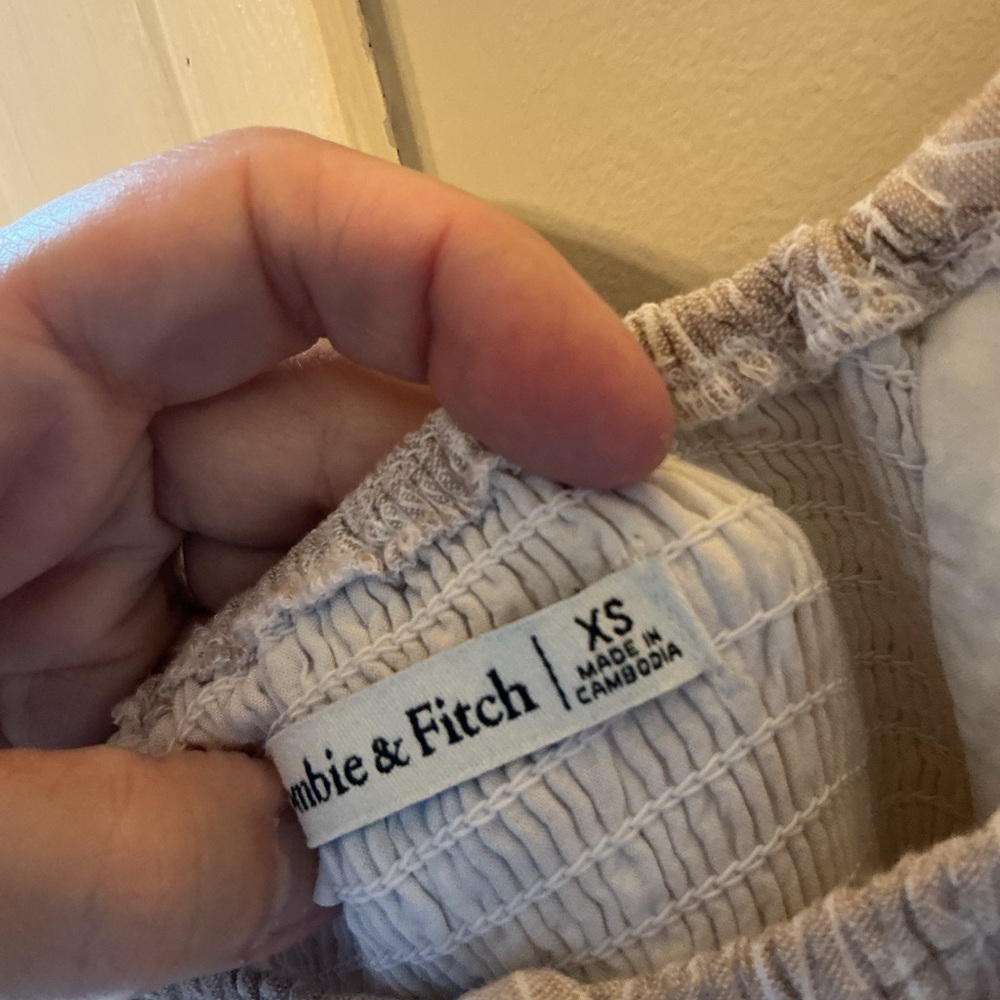 mbie & Fitch
XS
MADE IN
CAMBODIA